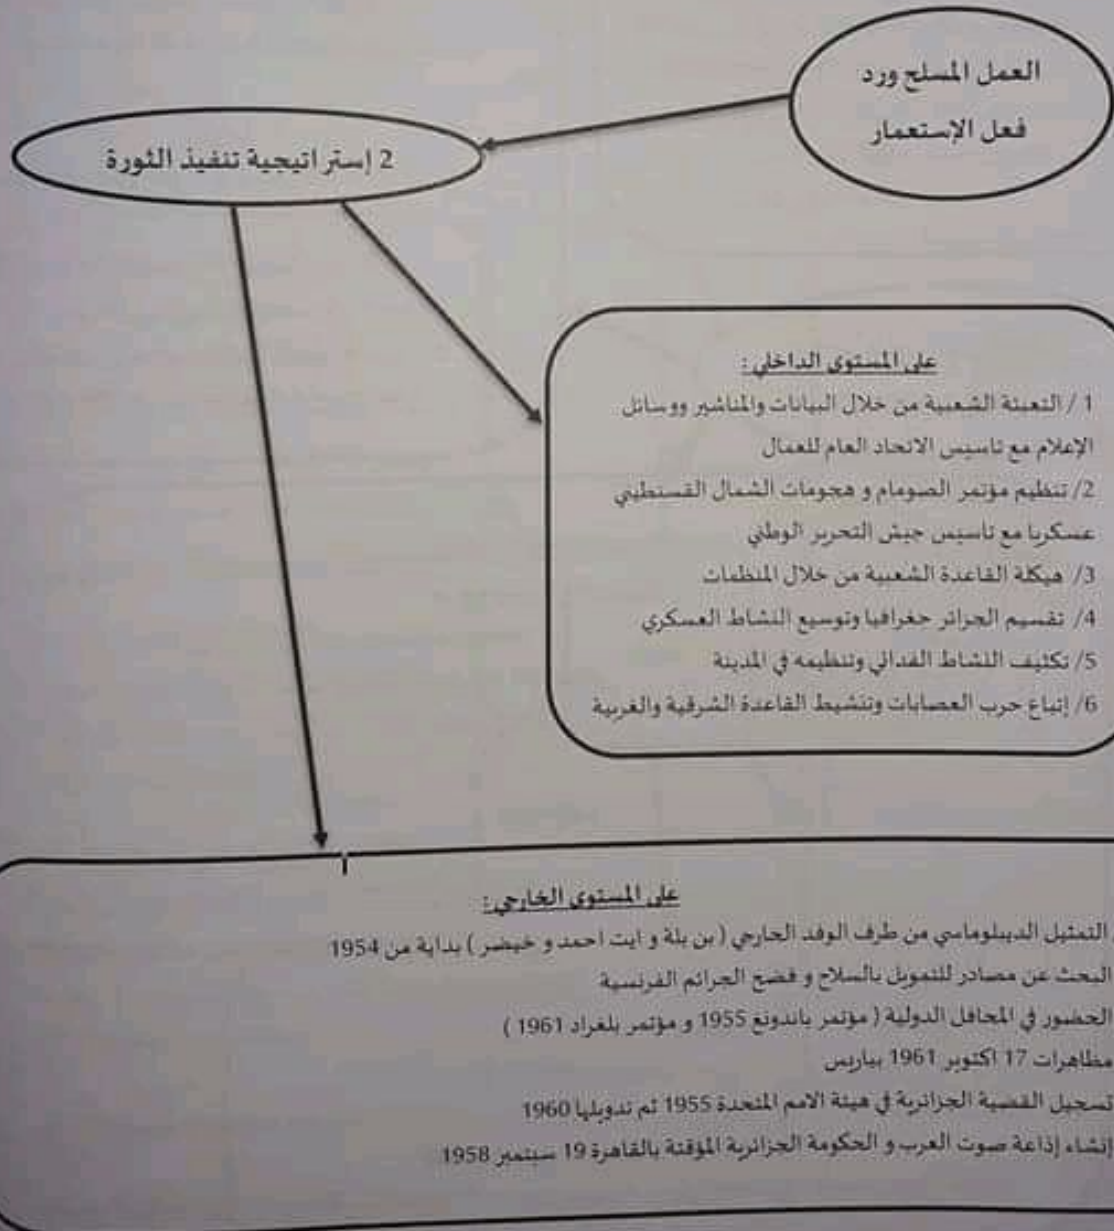 العمل المسلح ورد
فعل الإستعمار
2 إستراتيجية تنفيذ الثورة
على المستوى الداخلي :
1 / التعبئة الشعبية من خلال البيانات والمناشير ووسائل
الإعلام مع تاسيس الاتحاد العام للعمال
2/ تنظيم مؤتمر الصومام و هجومات الشمال القسنطيني
عسكريا مع تاسيس جيش التحرير الوطني
3/ هيكلة القاعدة الشعبية من خلال المنظمات
4/ تقسيم الجزائر جغرافيا وتوسيع النشاط العسكري
5/ تكثيف النشاط الفدائي وتنظيمه في المدينة
6/ إتباع حرب العصابات وتنشيط القاعدة الشرقية والغربية
على المستوى الخارجي :
التمثيل الديبلوماسي من طرف الوفد الخارجي ( بن بلة و ايت احمد و خيضر ) بداية من 1954
البحث عن مصادر للتمويل بالسلاح و فضح الجرائم الفرنسية
الحضور في المحافل الدولية ( مؤتمر باندونغ 1955 و مؤتمر بلغراد 1961 )
مظاهرات 17 اكتوبر 1961 بباريس
تسجيل القضية الجزائرية في هيئة الامم المتحدة 1955 ثم تدويلها 1960
إنشاء إذاعة صوت العرب و الحكومة الجزائرية المؤقتة بالقاهرة 19 سبتمبر 1958